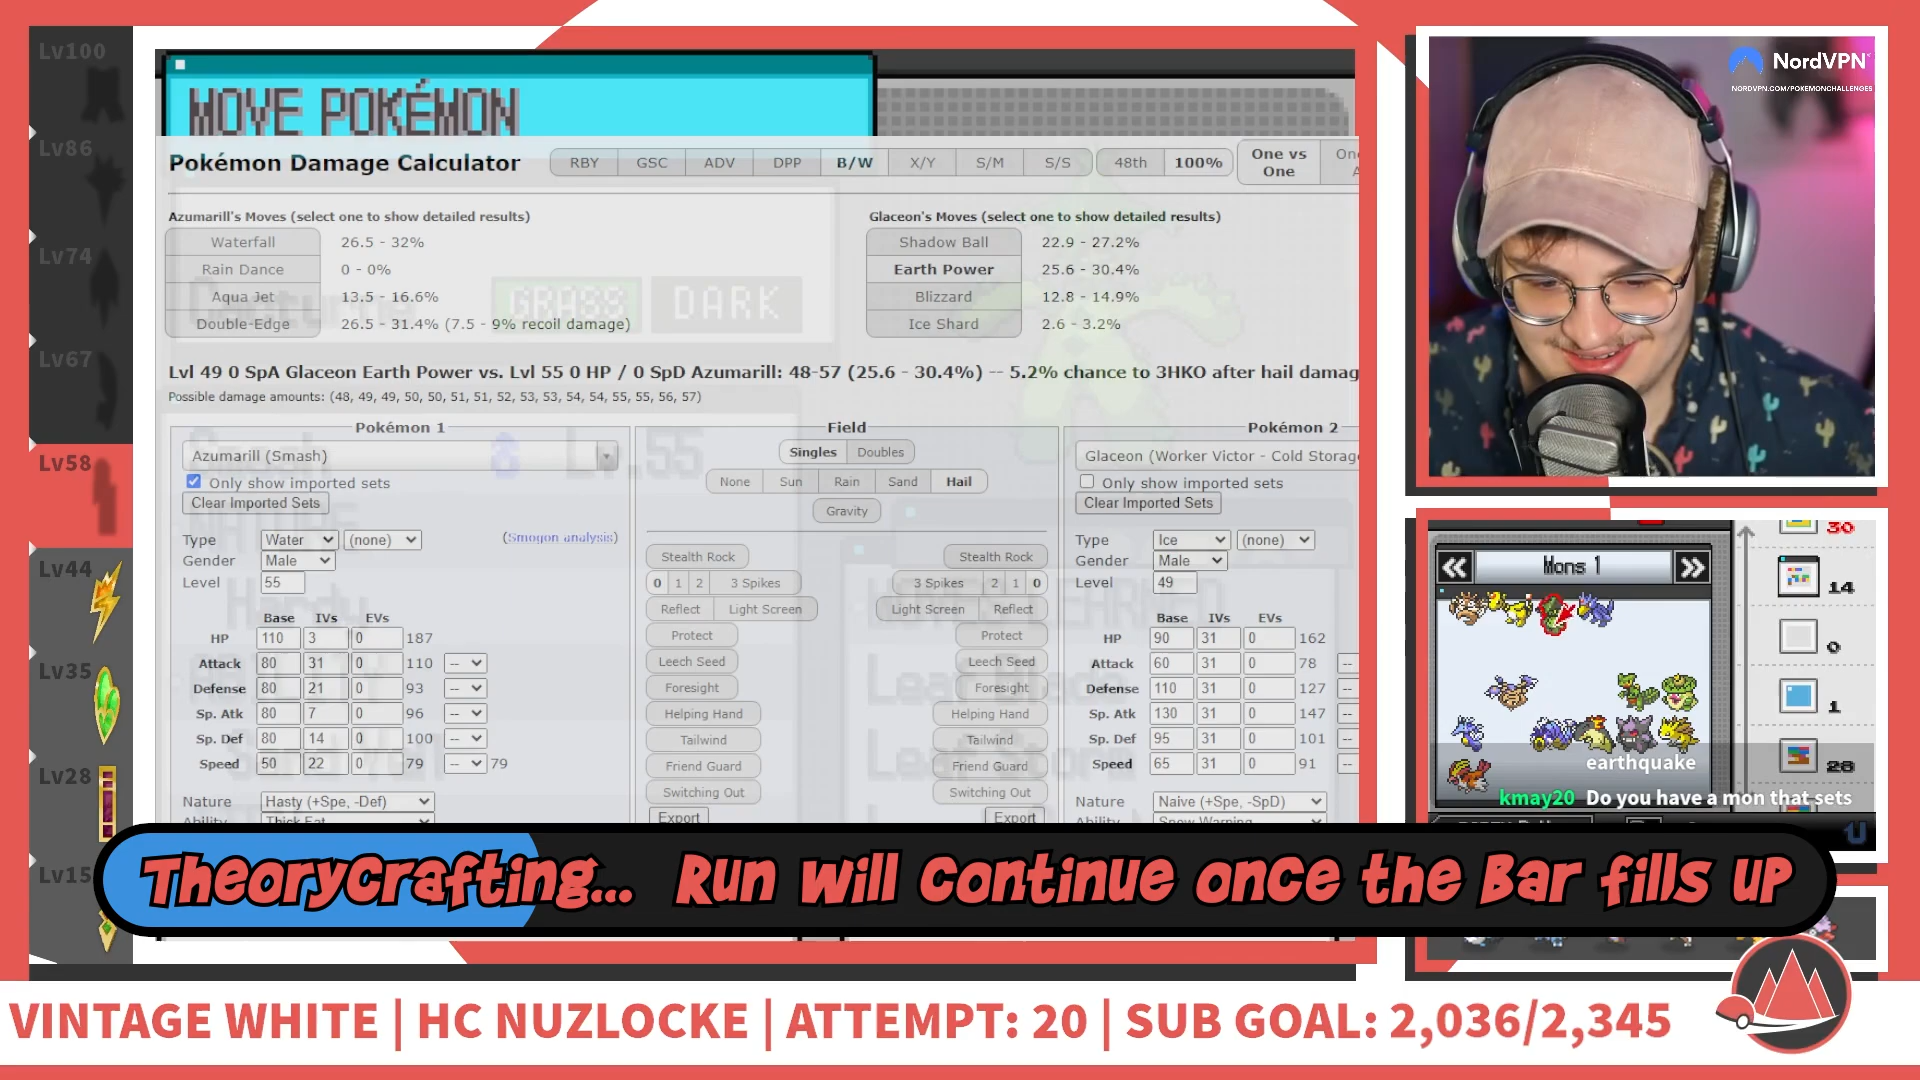 Lv100
Lv86
Lv74
Lv67
Lv58
Lv44
Lv35
Lv28
Lv15
MOVE POKÉMON
Pokémon Damage Calculator
RBY GSC ADV DPP B/W X/Y S/M S/S 48th 100% One vs One
Azumarill's Moves (select one to show detailed results)
Waterfall 26.5 - 32%
Rain Dance 0 - 0%
Aqua Jet 13.5 - 16.6%
Double-Edge 26.5 - 31.4% (7.5 - 9% recoil damage)
Glaceon's Moves (select one to show detailed results)
Shadow Ball 22.9 - 27.2%
Earth Power 25.6 - 30.4%
Blizzard 12.8 - 14.9%
Ice Shard 2.6 - 3.2%
GRASS DARK
Lvl 49 0 SpA Glaceon Earth Power vs. Lvl 55 0 HP / 0 SpD Azumarill: 48-57 (25.6 - 30.4%) -- 5.2% chance to 3HKO after hail damag
Possible damage amounts: (48, 49, 49, 50, 50, 51, 51, 52, 53, 53, 54, 54, 55, 55, 56, 57)
Pokémon 1
Azumarill (Smash)
Only show imported sets
Clear Imported Sets
Type Water (none) (Smogon analysis)
Gender Male
Level 55
Base IVs EVs
HP 110 3 0 187
Attack 80 31 0 110 --
Defense 80 21 0 93 --
Sp. Atk 80 7 0 96 --
Sp. Def 80 14 0 100 --
Speed 50 22 0 79 -- 79
Nature Hasty (+Spe, -Def)
Ability Thick Fat
Lv.55
Field
Singles Doubles
None Sun Rain Sand Hail
Gravity
Stealth Rock Stealth Rock
0 1 2 3 Spikes 3 Spikes 2 1 0
Reflect Light Screen Light Screen Reflect
Protect Protect
Leech Seed Leech Seed
Foresight Foresight
Helping Hand Helping Hand
Tailwind Tailwind
Friend Guard Friend Guard
Switching Out Switching Out
Export Export
Pokémon 2
Glaceon (Worker Victor - Cold Storag
Only show imported sets
Clear Imported Sets
Type Ice (none)
Gender Male
Level 49
Base IVs EVs
HP 90 31 0 162
Attack 60 31 0 78 --
Defense 110 31 0 127 --
Sp. Atk 130 31 0 147 --
Sp. Def 95 31 0 101 --
Speed 65 31 0 91 --
Nature Naive (+Spe, -SpD)
Ability Snow Warning
NordVPN
NORDVPN.COM/POKEMONCHALLENGES
Mons 1
30
14
0
1
28
earthquake
kmay20 Do you have a mon that sets
Theorycrafting... Run will continue once the Bar fills up
VINTAGE WHITE | HC NUZLOCKE | ATTEMPT: 20 | SUB GOAL: 2,036/2,345